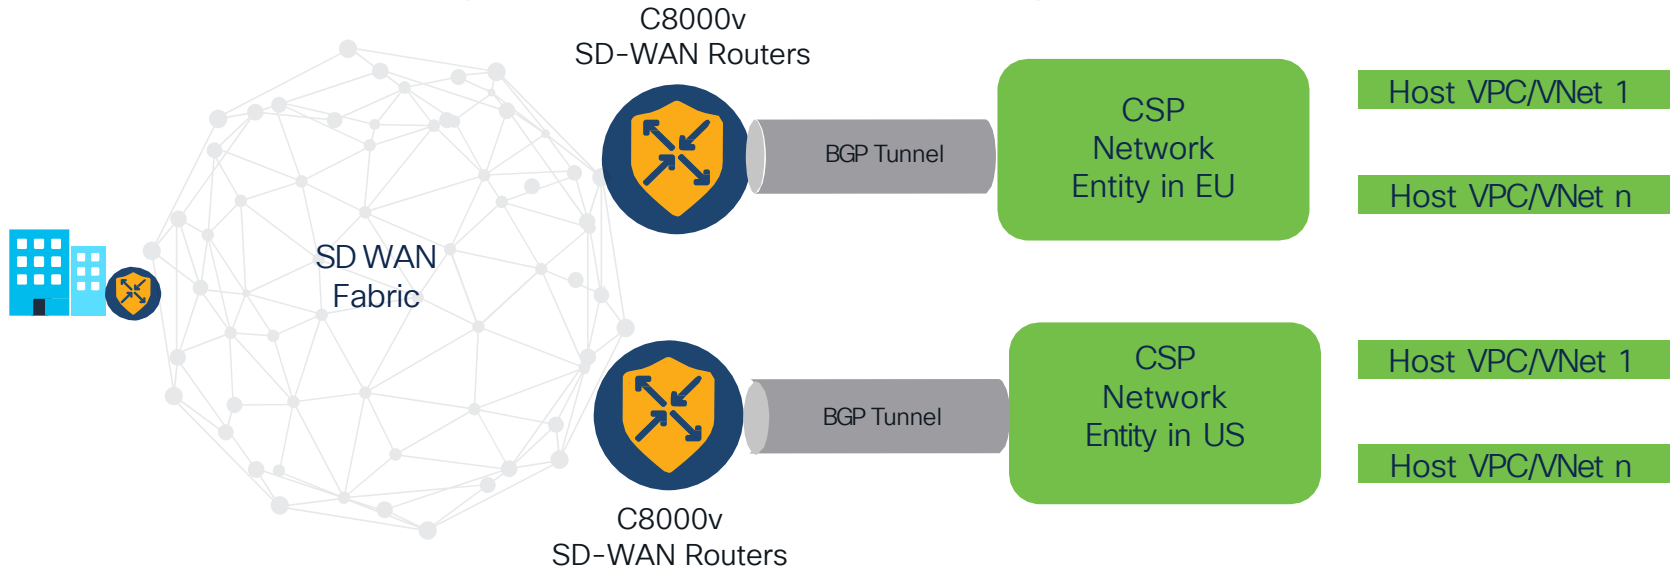 C8000v
SD-WAN Routers
BGP Tunnel
CSP
Network
Entity in EU
Host VPC/VNet 1
Host VPC/VNet n
SD WAN
Fabric
BGP Tunnel
CSP
Network
Entity in US
Host VPC/VNet 1
Host VPC/VNet n
C8000v
SD-WAN Routers